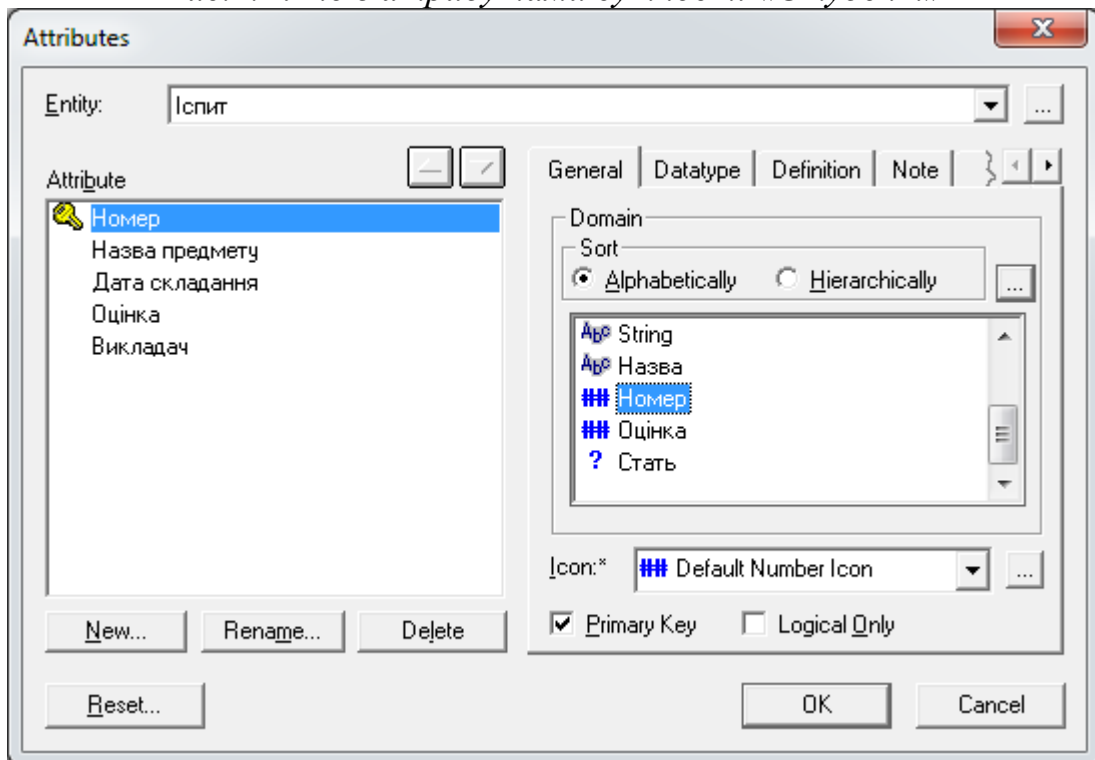 Attributes
Entity: Іспит ...
Attribute
Номер
Назва предмету
Дата складання
Оцінка
Викладач
New... Rename... Delete
General Datatype Definition Note
Domain
Sort
Alphabetically Hierarchically ...
Abc String
Abc Назва
Номер
Оцінка
? Стать
Icon:* Default Number Icon ...
Primary Key Logical Only
Reset... OK Cancel